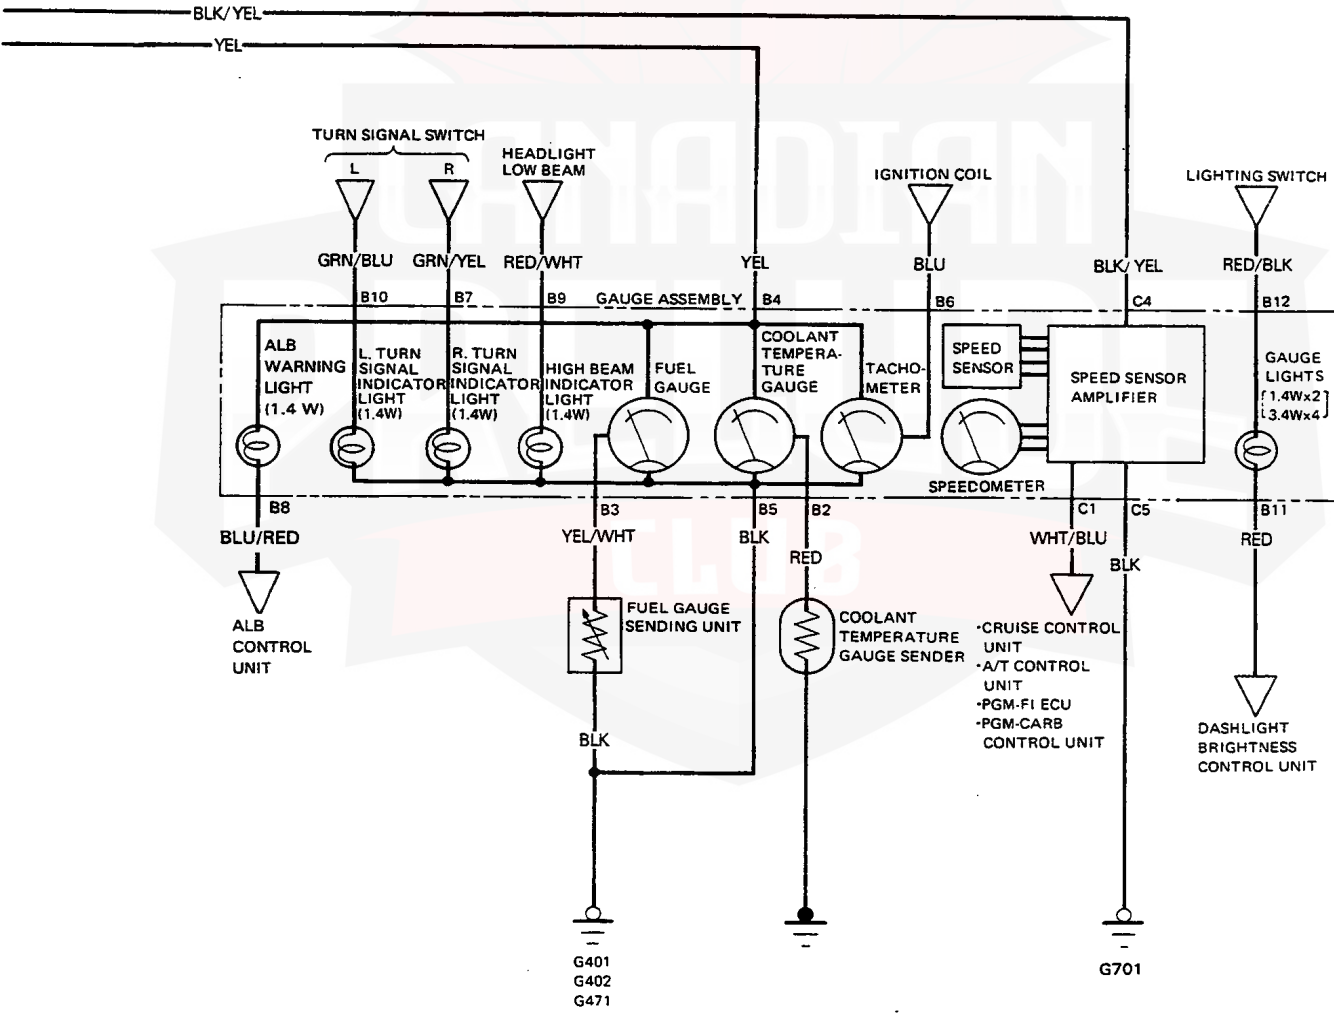 BLK/YEL
YEL
TURN SIGNAL SWITCH
L
R
HEADLIGHT
LOW BEAM
IGNITION COIL
LIGHTING SWITCH
GRN/BLU
GRN/YEL
RED/WHT
YEL
BLU
BLK/YEL
RED/BLK
B10
B7
B9
GAUGE ASSEMBLY
B4
B6
C4
B12
ALB
WARNING
LIGHT
(1.4 W)
L. TURN
SIGNAL
INDICATOR
LIGHT
(1.4W)
R. TURN
SIGNAL
INDICATOR
LIGHT
(1.4W)
HIGH BEAM
INDICATOR
LIGHT
(1.4W)
FUEL
GAUGE
COOLANT
TEMPERA-
TURE
GAUGE
TACHO-
METER
SPEED
SENSOR
SPEED SENSOR
AMPLIFIER
GAUGE
LIGHTS
1.4Wx2
3.4Wx4
SPEEDOMETER
B8
B3
B5
B2
C1
C5
B11
BLU/RED
YEL/WHT
BLK
RED
WHT/BLU
BLK
RED
ALB
CONTROL
UNIT
FUEL GAUGE
SENDING UNIT
COOLANT
TEMPERATURE
GAUGE SENDER
·CRUISE CONTROL
UNIT
·A/T CONTROL
UNIT
·PGM-FI ECU
·PGM-CARB
CONTROL UNIT
DASHLIGHT
BRIGHTNESS
CONTROL UNIT
BLK
G401
G402
G471
G701
CANADIAN
PRELUDE
CLUB